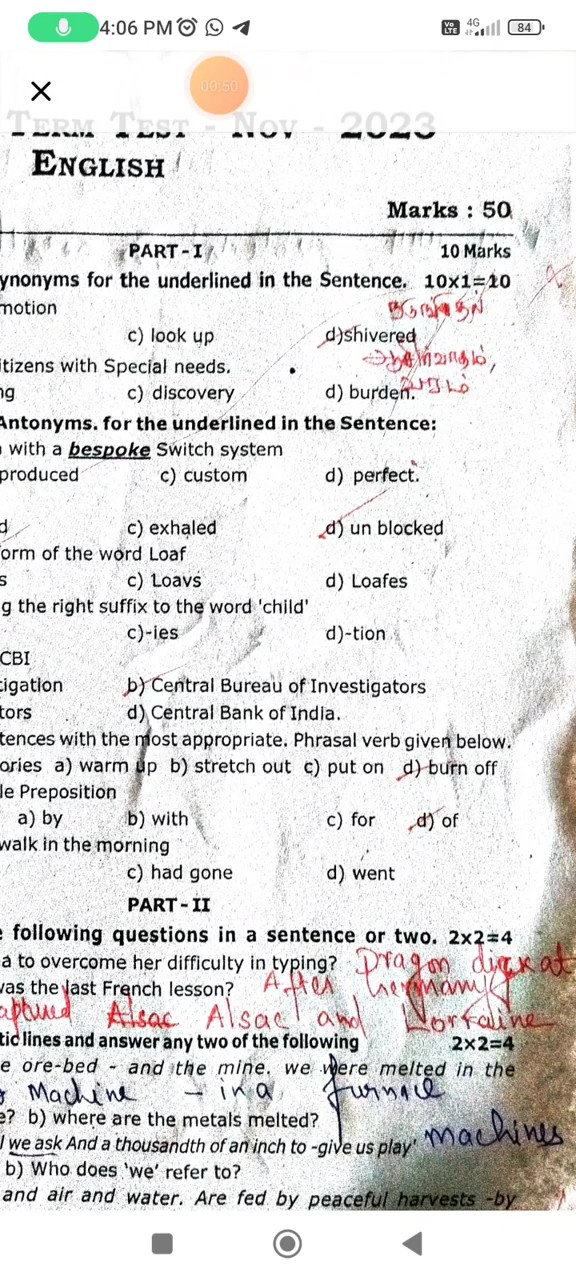 4:06 PM
Vo LTE 4G 84
00:50
TERM TEST - NOV - 2023
ENGLISH
Marks : 50
PART - I 10 Marks
ynonyms for the underlined in the Sentence. 10x1=10
motion
c) look up d) shivered
itizens with Special needs.
ng c) discovery d) burden.
Antonyms. for the underlined in the Sentence:
with a bespoke Switch system
produced c) custom d) perfect.
d c) exhaled d) un blocked
orm of the word Loaf
s c) Loavs d) Loafes
g the right suffix to the word 'child'
c)-ies d)-tion
CBI
tigation b) Central Bureau of Investigators
tors d) Central Bank of India.
tences with the most appropriate. Phrasal verb given below.
ories a) warm up b) stretch out c) put on d) burn off
le Preposition
a) by b) with c) for d) of
walk in the morning
c) had gone d) went
PART - II
e following questions in a sentence or two. 2x2=4
a to overcome her difficulty in typing? Dragon
was the last French lesson? After Germany
aptured Alsac Alsac and Lorraine
tic lines and answer any two of the following 2x2=4
e ore-bed - and the mine. we were melted in the
Machine - in a furnace
e? b) where are the metals melted?
l we ask And a thousandth of an inch to -give us play' machines
b) Who does 'we' refer to?
and air and water. Are fed by peaceful harvests -by